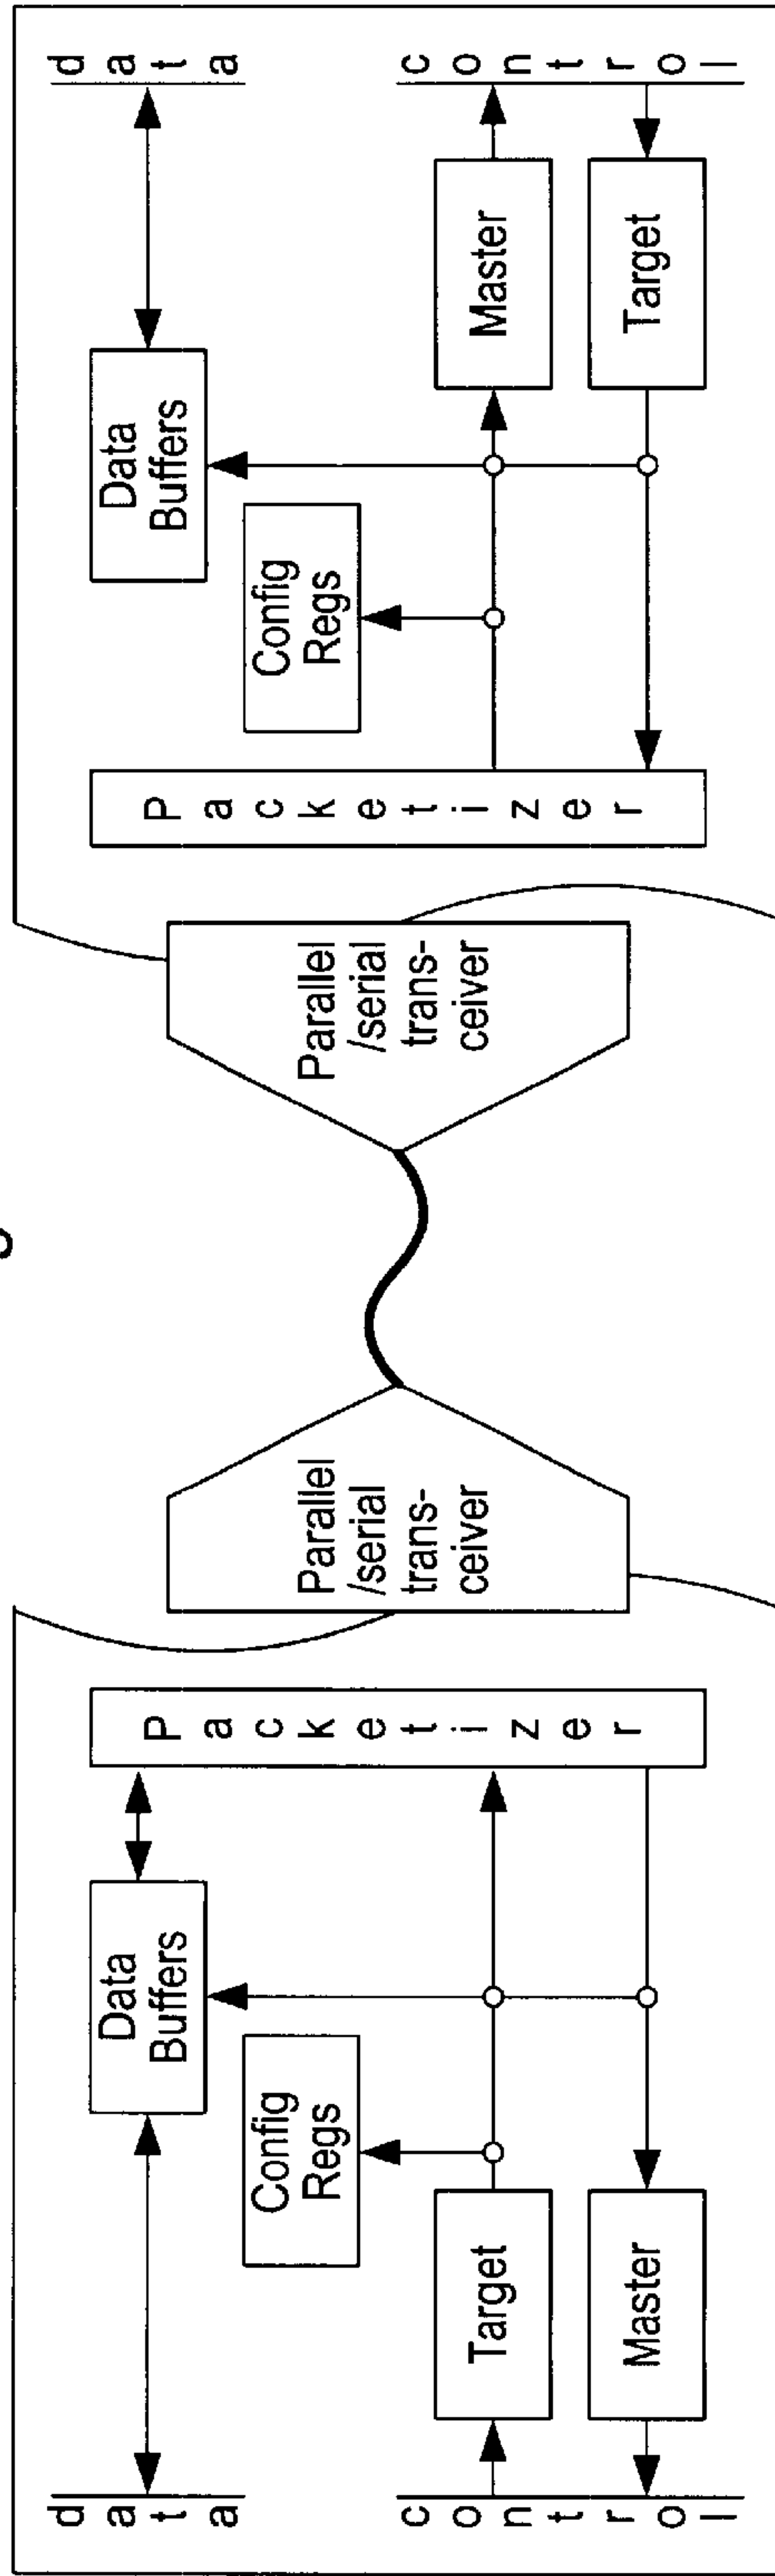 data
Data
Buffers
Config
Regs
control
Target
Master
Packetizer
Parallel
/serial
trans-
ceiver
Parallel
/serial
trans-
ceiver
Packetizer
Config
Regs
Data
Buffers
Master
Target
data
control